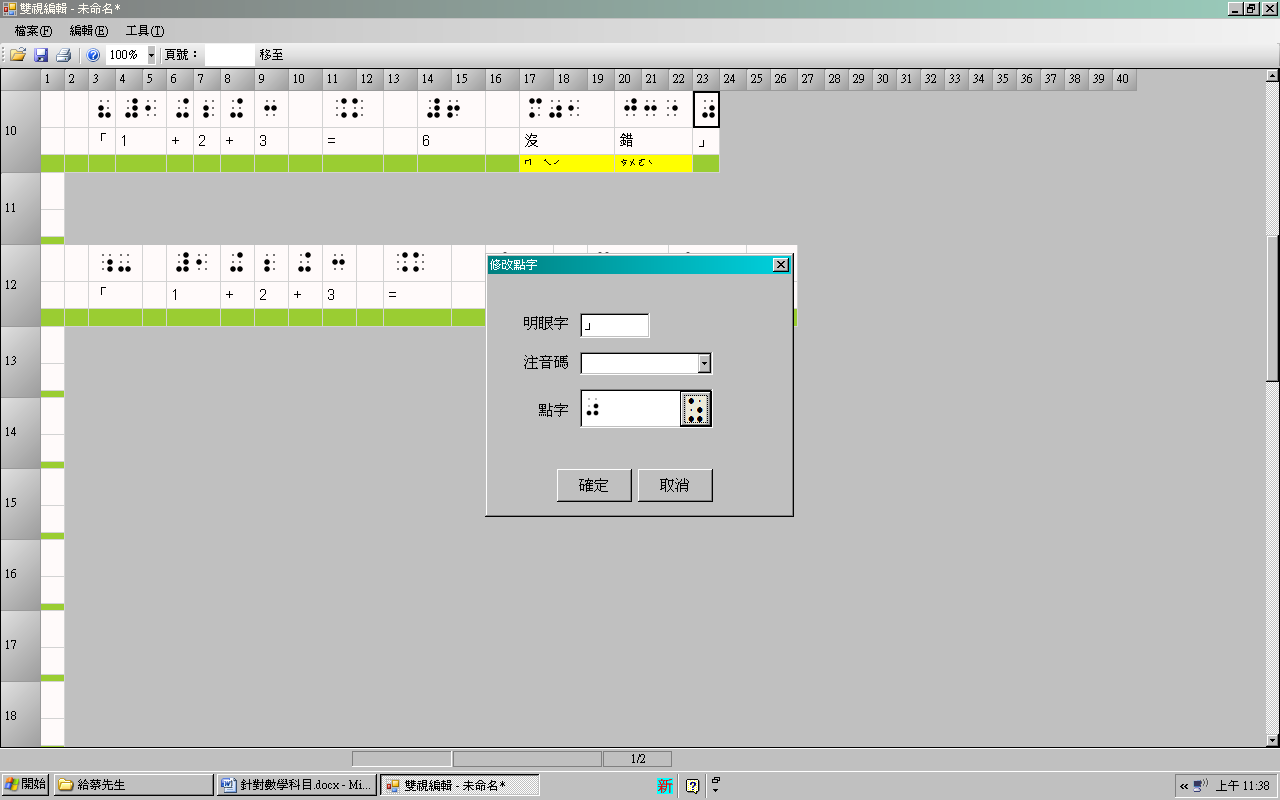 雙視編輯 - 未命名*
檔案(F) 編輯(E) 工具(T)
100% 頁號： 移至
1 2 3 4 5 6 7 8 9 10 11 12 13 14 15 16 17 18 19 20 21 22 23 24 25 26 27 28 29 30 31 32 33 34 35 36 37 38 39 40
10
「 1 + 2 + 3 = 6 沒 錯 」
ㄇㄟˊ ㄘㄨㄛˋ
11
12
「 1 + 2 + 3 =
修改點字
明眼字 」
注音碼
點字
確定 取消
13
14
15
16
17
18
1/2
開始 給蔡先生 針對數學科目.docx - Mi... 雙視編輯 - 未命名* 新 « 上午 11:38